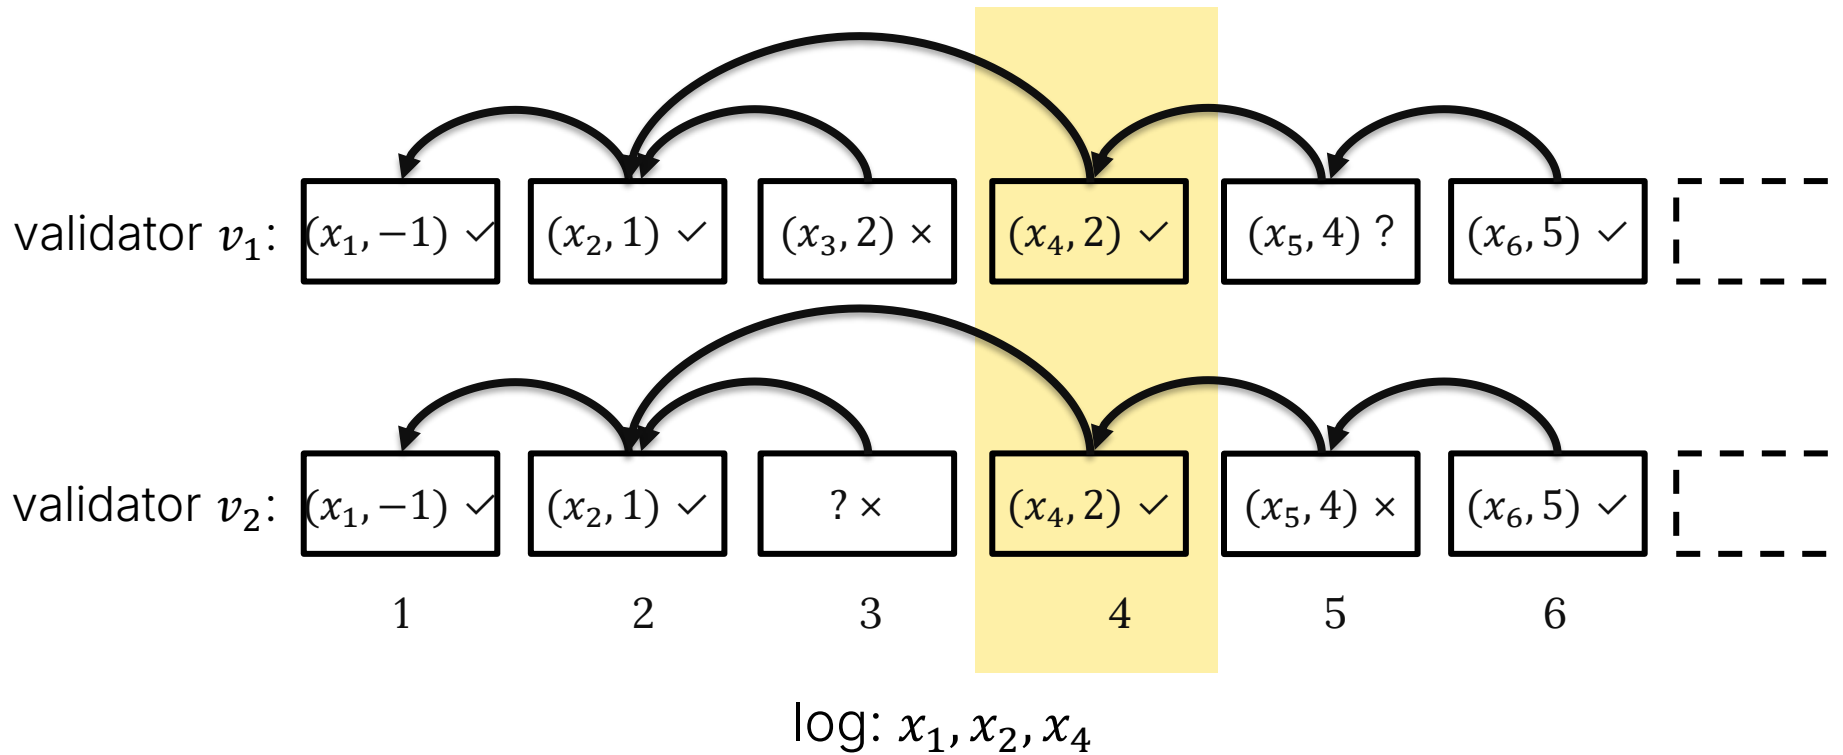 validator v₁: (x₁, −1) ✓ (x₂, 1) ✓ (x₃, 2) × (x₄, 2) ✓ (x₅, 4) ? (x₆, 5) ✓
validator v₂: (x₁, −1) ✓ (x₂, 1) ✓ ? × (x₄, 2) ✓ (x₅, 4) × (x₆, 5) ✓
1 2 3 4 5 6
log: x₁, x₂, x₄